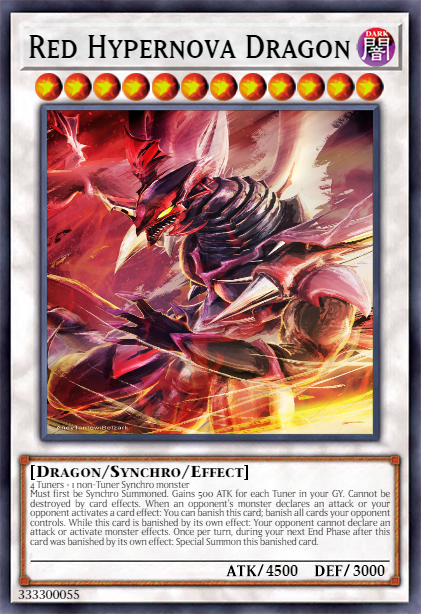 RED HYPERNOVA DRAGON
DARK
闇
[DRAGON/SYNCHRO/EFFECT]
4 Tuners + 1 non-Tuner Synchro monster
Must first be Synchro Summoned. Gains 500 ATK for each Tuner in your GY. Cannot be
destroyed by card effects. When an opponent's monster declares an attack or your
opponent activates a card effect: You can banish this card; banish all cards your opponent
controls. While this card is banished by its own effect: Your opponent cannot declare an
attack or activate monster effects. Once per turn, during your next End Phase after this
card was banished by its own effect: Special Summon this banished card.
ATK/4500 DEF/3000
333300055